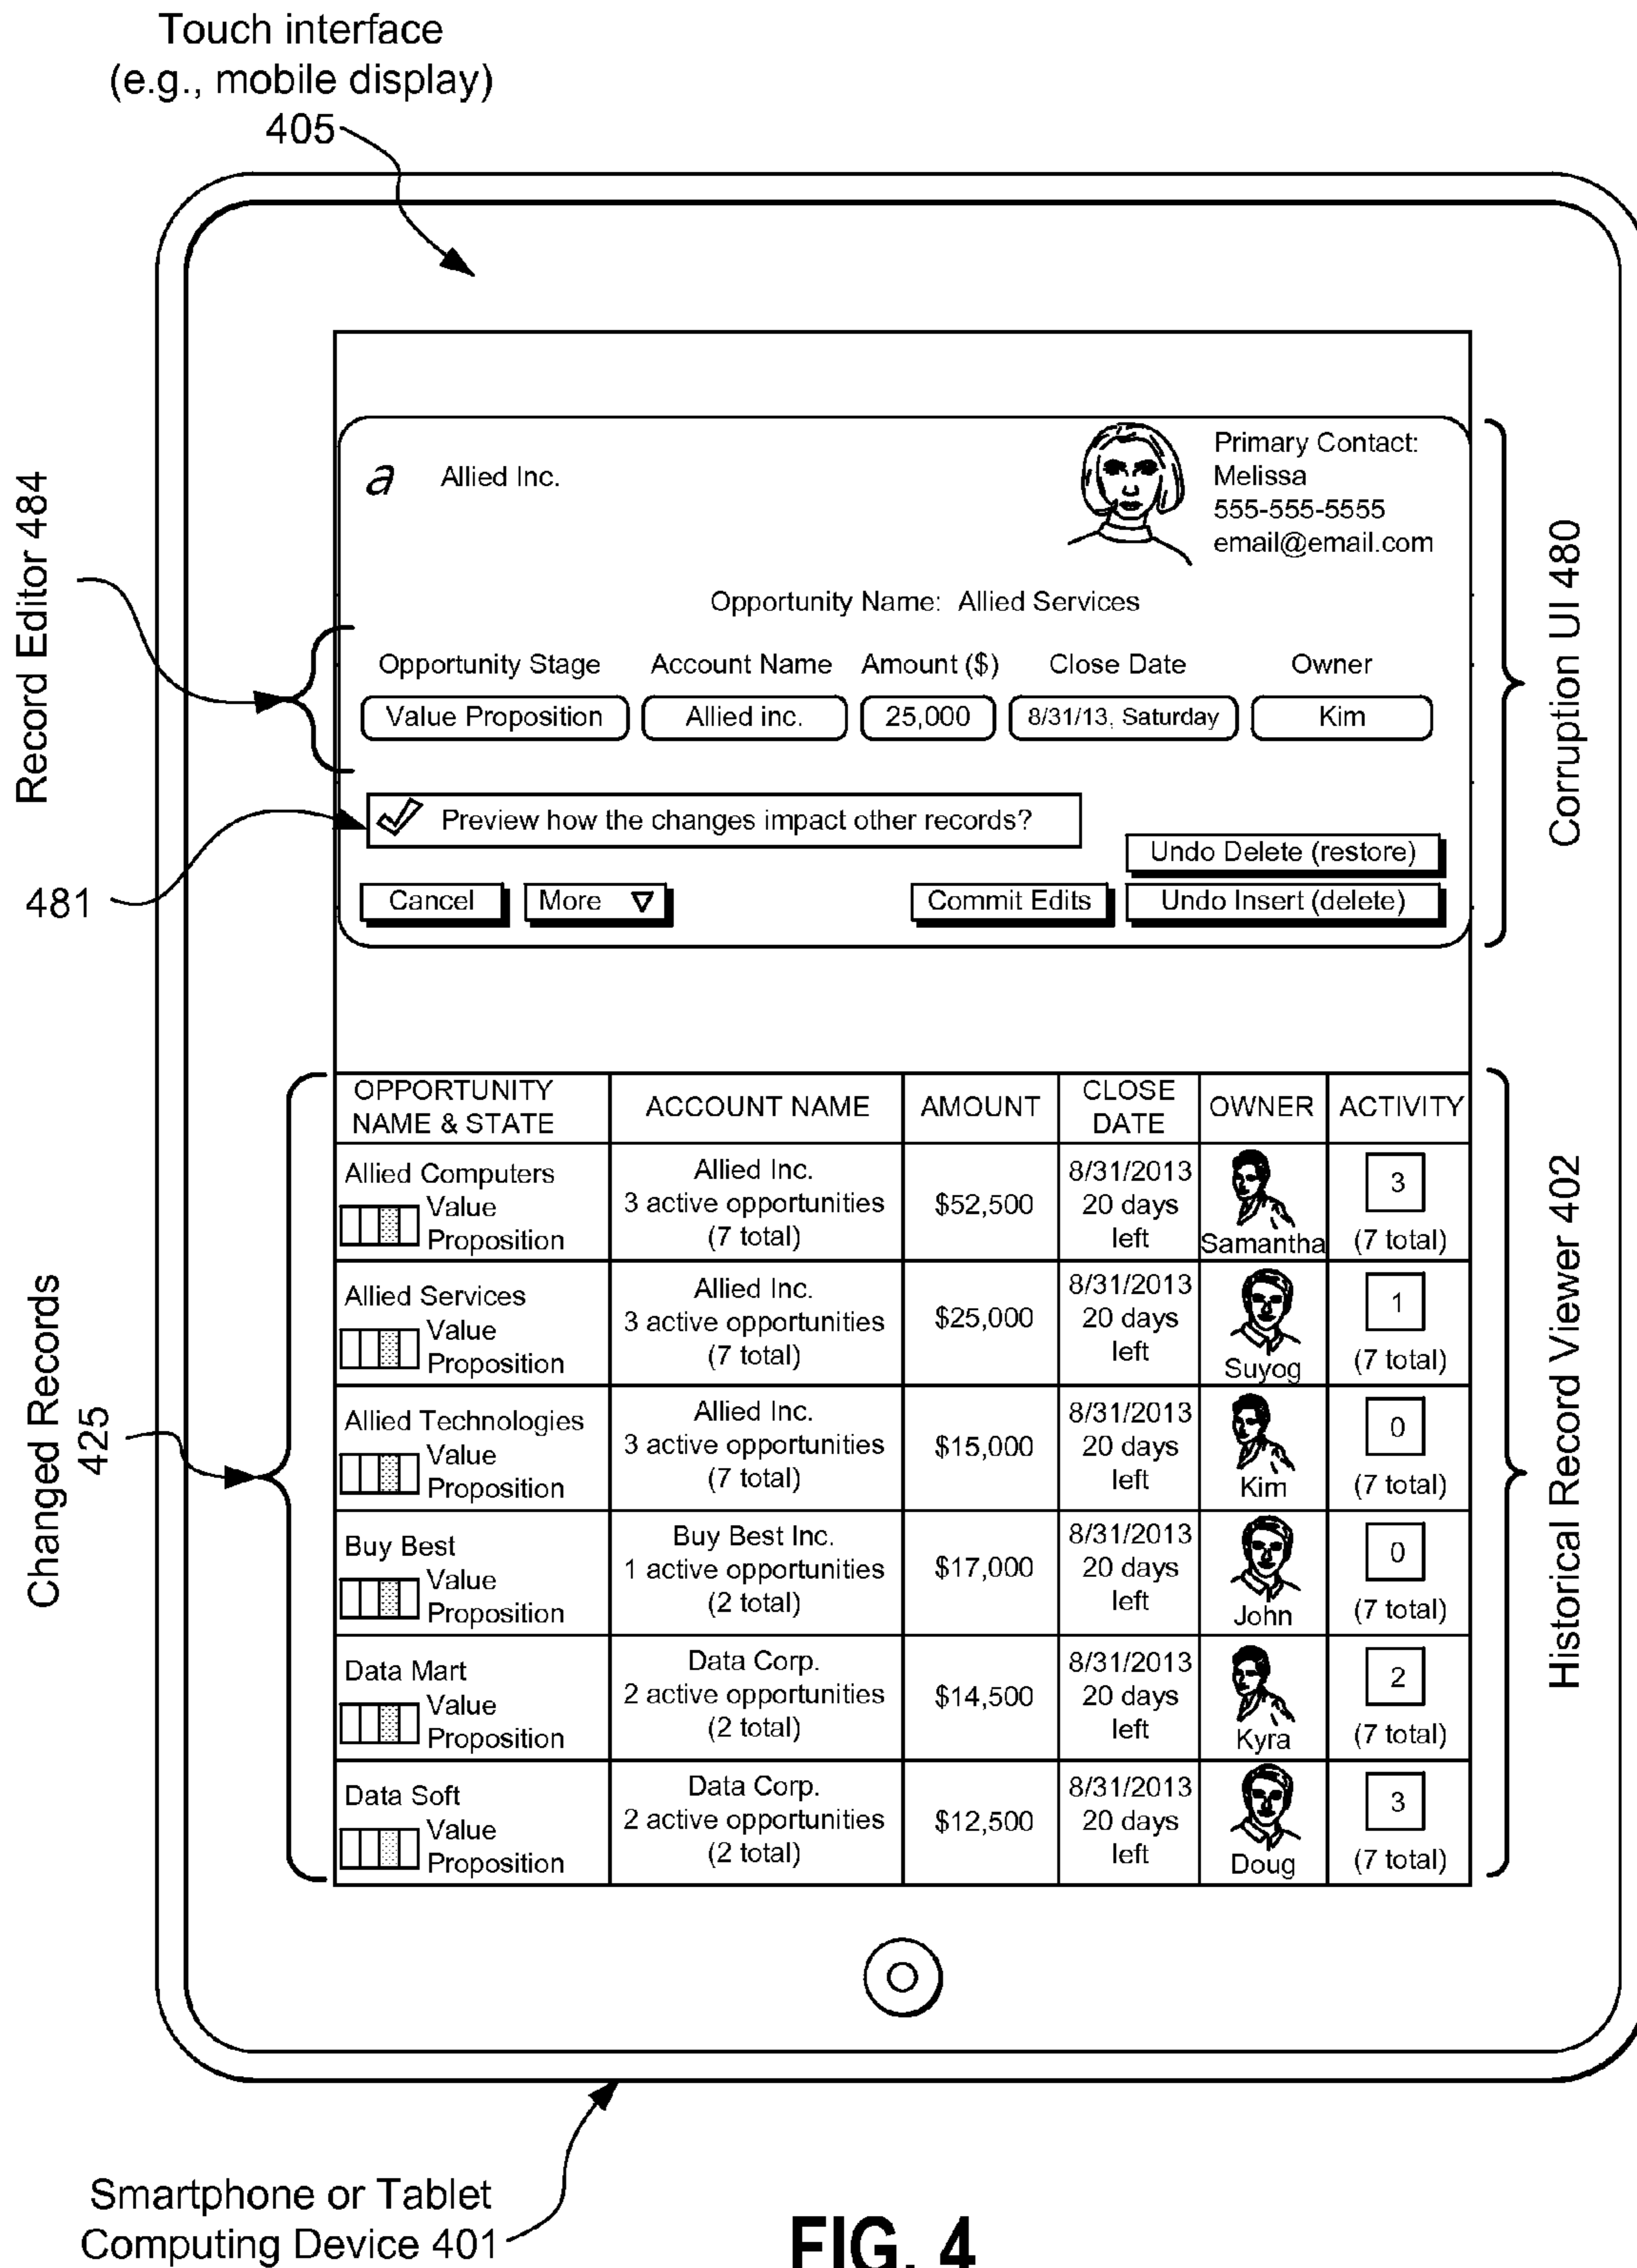 Touch interface
(e.g., mobile display)
405
Record Editor 484
481
Corruption UI 480
a Allied Inc.
Primary Contact:
Melissa
555-555-5555
email@email.com
Opportunity Name: Allied Services
Opportunity Stage Account Name Amount ($) Close Date Owner
Value Proposition Allied inc. 25,000 8/31/13, Saturday Kim
Preview how the changes impact other records?
Undo Delete (restore)
Cancel More Commit Edits Undo Insert (delete)
Changed Records
425
Historical Record Viewer 402
OPPORTUNITY
NAME & STATE
ACCOUNT NAME
AMOUNT
CLOSE
DATE
OWNER
ACTIVITY
Allied Computers
Value
Proposition
Allied Inc.
3 active opportunities
(7 total)
$52,500
8/31/2013
20 days
left
Samantha
3
(7 total)
Allied Services
Value
Proposition
Allied Inc.
3 active opportunities
(7 total)
$25,000
8/31/2013
20 days
left
Suyog
1
(7 total)
Allied Technologies
Value
Proposition
Allied Inc.
3 active opportunities
(7 total)
$15,000
8/31/2013
20 days
left
Kim
0
(7 total)
Buy Best
Value
Proposition
Buy Best Inc.
1 active opportunities
(2 total)
$17,000
8/31/2013
20 days
left
John
0
(7 total)
Data Mart
Value
Proposition
Data Corp.
2 active opportunities
(2 total)
$14,500
8/31/2013
20 days
left
Kyra
2
(7 total)
Data Soft
Value
Proposition
Data Corp.
2 active opportunities
(2 total)
$12,500
8/31/2013
20 days
left
Doug
3
(7 total)
Smartphone or Tablet
Computing Device 401
FIG. 4